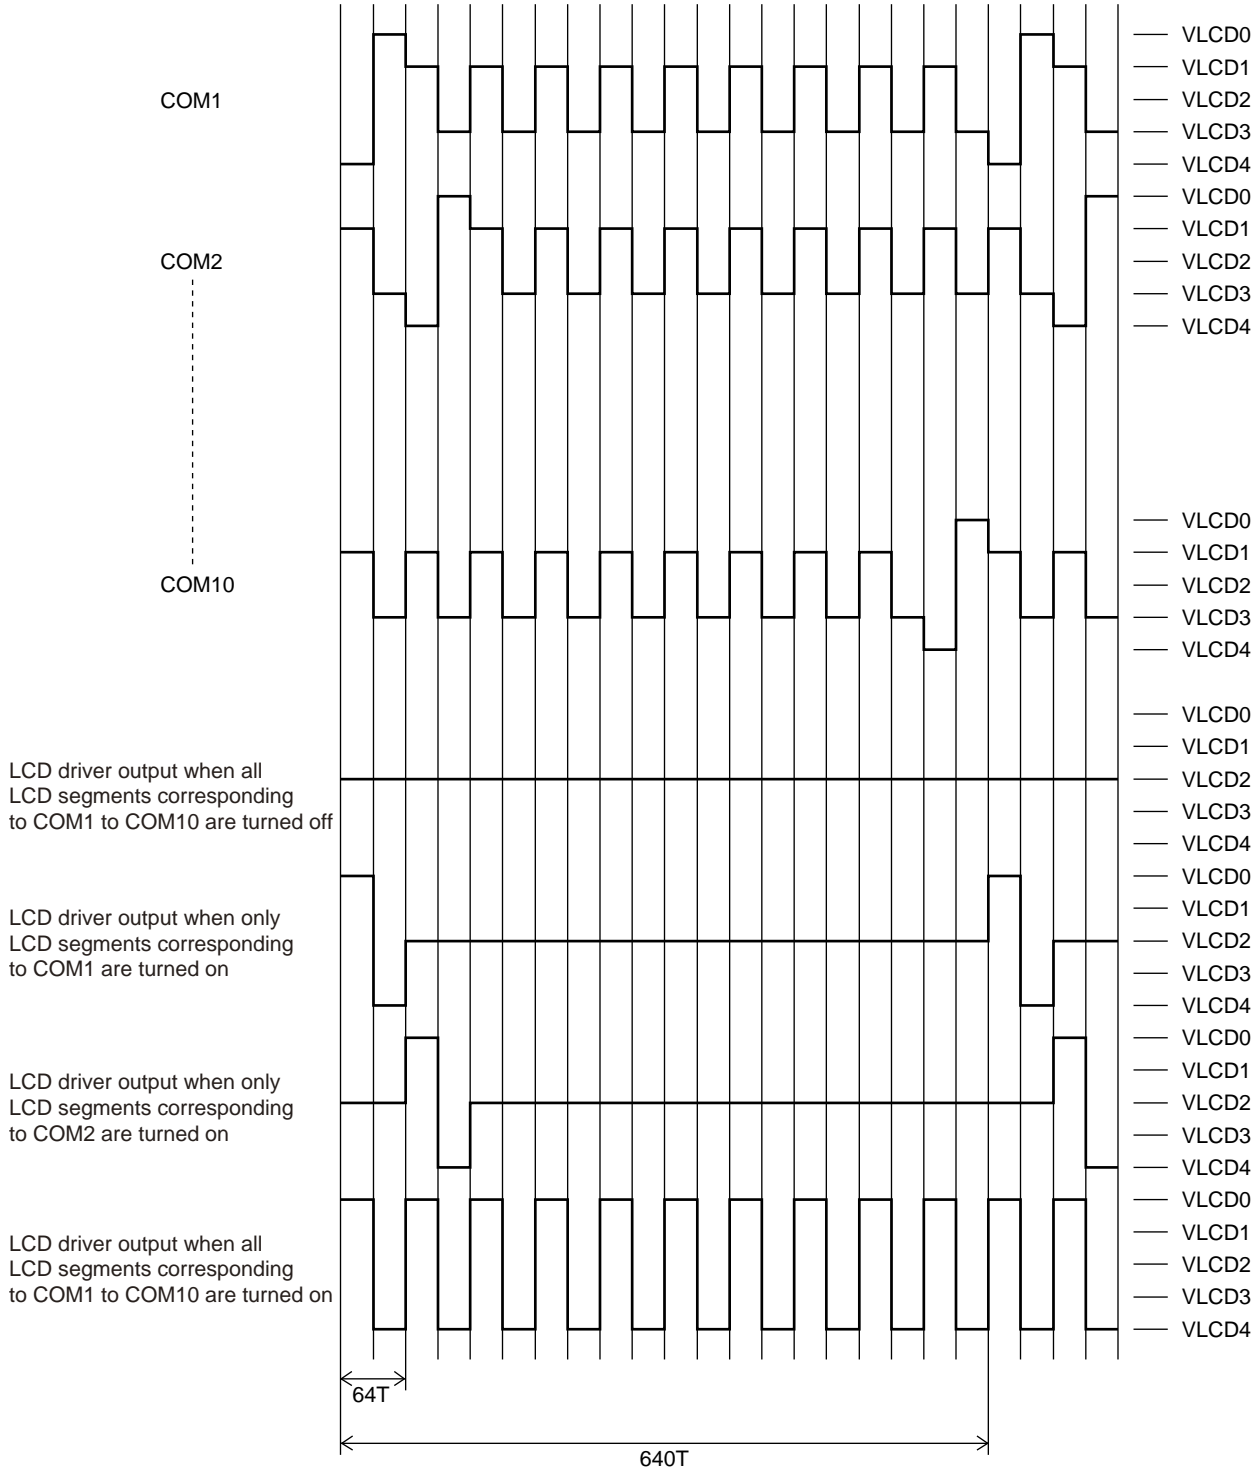 VLCD0
VLCD1
COM1
VLCD2
VLCD3
VLCD4
VLCD0
VLCD1
COM2
VLCD2
VLCD3
VLCD4
VLCD0
VLCD1
COM10
VLCD2
VLCD3
VLCD4
VLCD0
VLCD1
LCD driver output when all
LCD segments corresponding
to COM1 to COM10 are turned off
VLCD2
VLCD3
VLCD4
VLCD0
VLCD1
LCD driver output when only
LCD segments corresponding
to COM1 are turned on
VLCD2
VLCD3
VLCD4
VLCD0
VLCD1
LCD driver output when only
LCD segments corresponding
to COM2 are turned on
VLCD2
VLCD3
VLCD4
VLCD0
VLCD1
LCD driver output when all
LCD segments corresponding
to COM1 to COM10 are turned on
VLCD2
VLCD3
VLCD4
64T
640T